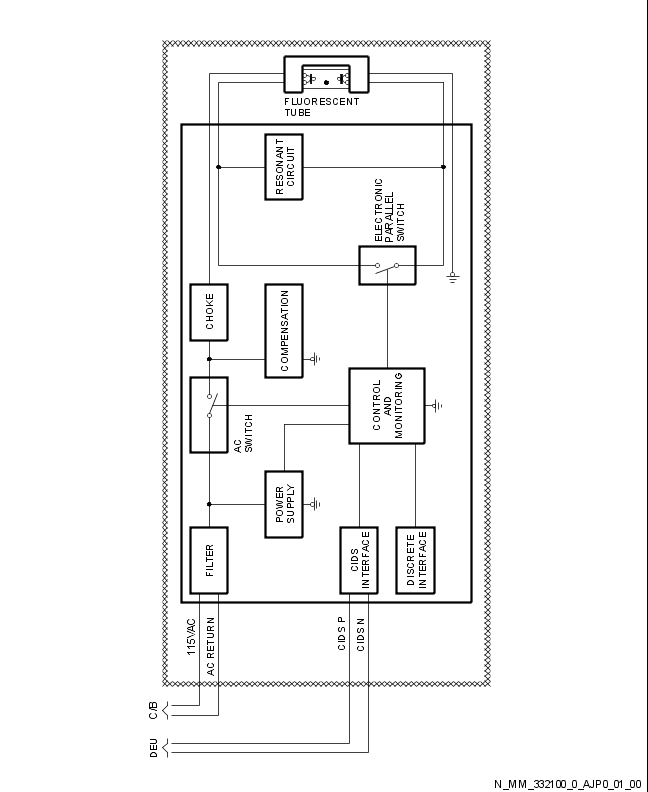 FLUORESCENT
TUBE
RESONANT
CIRCUIT
ELECTRONIC
PARALLEL
SWITCH
CHOKE
COMPENSATION
CONTROL
AND
MONITORING
AC
SWITCH
POWER
SUPPLY
FILTER
CIDS
INTERFACE
DISCRETE
INTERFACE
115VAC
AC RETURN
CIDS P
CIDS N
C/B
DEU
N_MM_332100_0_AJP0_01_00